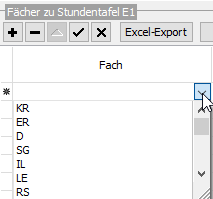 Fächer zu Stundentafel E1
Excel-Export
Fach
KR
ER
D
SG
IL
LE
RS